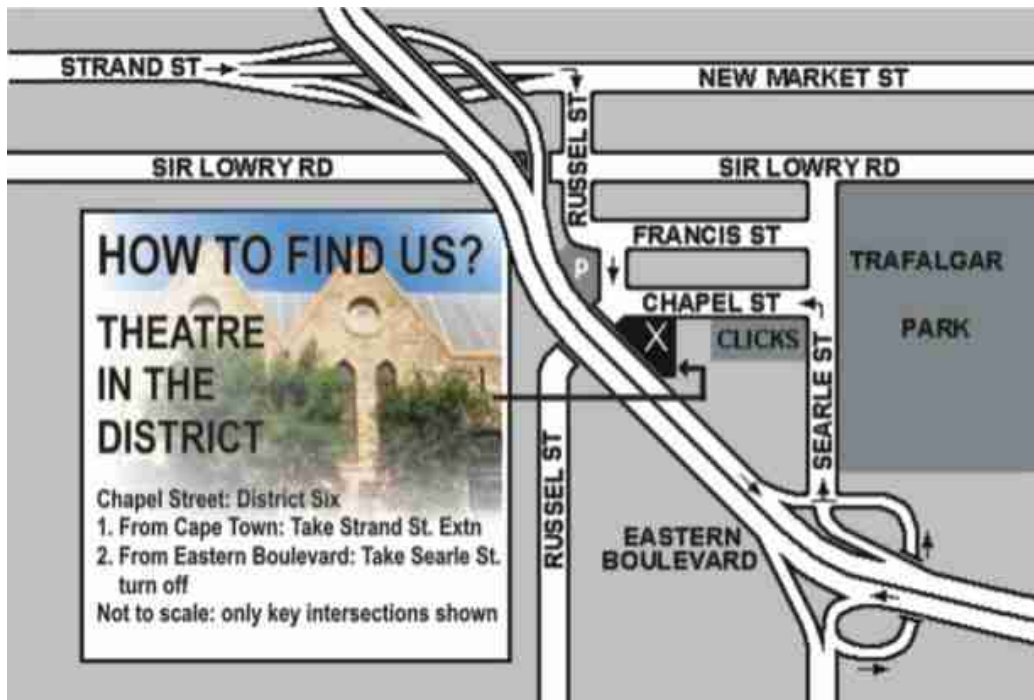 STRAND ST
NEW MARKET ST
RUSSEL ST
SIR LOWRY RD
SIR LOWRY RD
FRANCIS ST
P
CHAPEL ST
X
CLICKS
TRAFALGAR
PARK
SEARLE ST
RUSSEL ST
EASTERN
BOULEVARD
HOW TO FIND US?
THEATRE
IN THE
DISTRICT
Chapel Street: District Six
1. From Cape Town: Take Strand St. Extn
2. From Eastern Boulevard: Take Searle St.
turn off
Not to scale: only key intersections shown